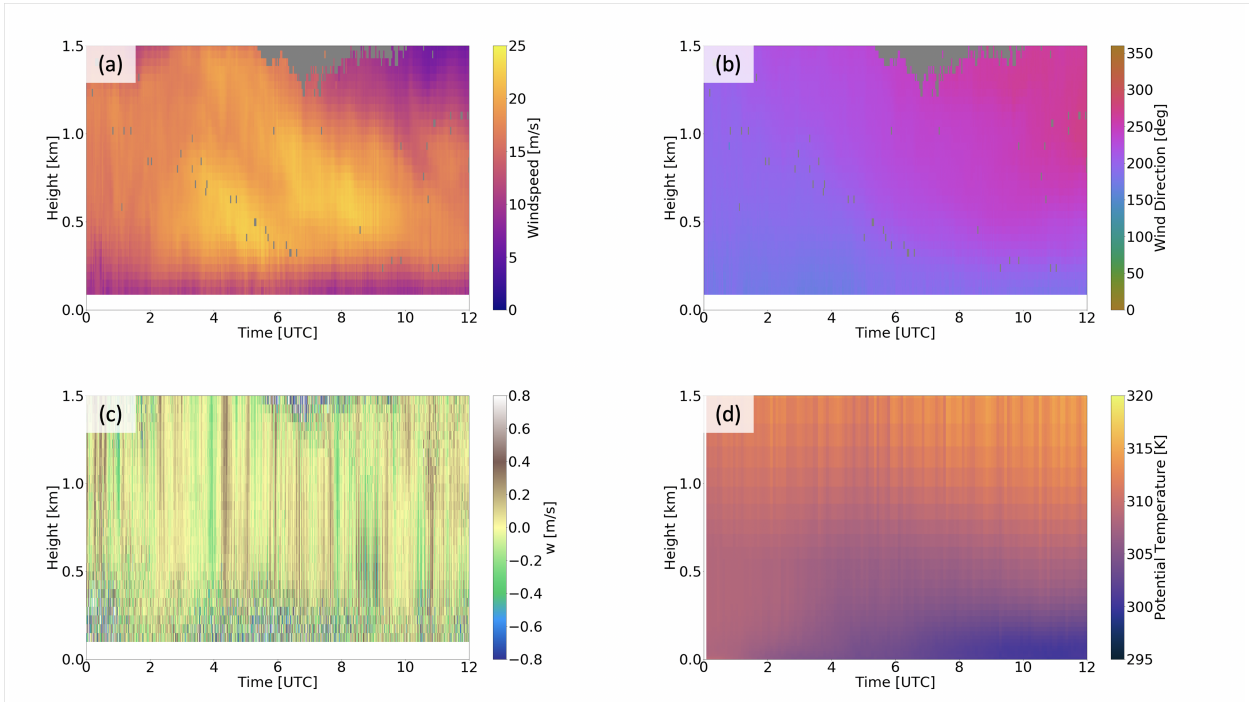 (a)
1.5
1.0
0.5
0.0
Height [km]
0 2 4 6 8 10 12
Time [UTC]
25
20
15
10
5
0
Windspeed [m/s]
(b)
1.5
1.0
0.5
0.0
Height [km]
0 2 4 6 8 10 12
Time [UTC]
350
300
250
200
150
100
50
0
Wind Direction [deg]
(c)
1.5
1.0
0.5
0.0
Height [km]
0 2 4 6 8 10 12
Time [UTC]
0.8
0.6
0.4
0.2
0.0
−0.2
−0.4
−0.6
−0.8
w [m/s]
(d)
1.5
1.0
0.5
0.0
Height [km]
0 2 4 6 8 10 12
Time [UTC]
320
315
310
305
300
295
Potential Temperature [K]